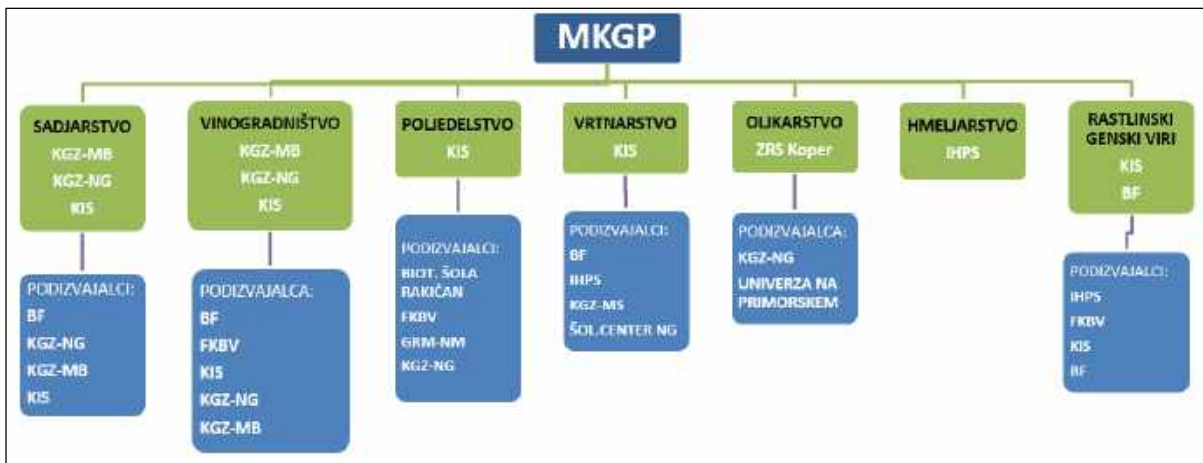 MKGP
SADJARSTVO
KGZ-MB
KGZ-NG
KIS
PODIZVAJALCI:
BF
KGZ-NG
KGZ-MB
KIS
VINOGRADNIŠTVO
KGZ-MB
KGZ-NG
KIS
PODIZVAJALCA:
BF
FKBV
KIS
KGZ-NG
KGZ-MB
POLJEDELSTVO
KIS
PODIZVAJALCI:
BIOT. ŠOLA
RAKIČAN
FKBV
GRM-NM
KGZ-NG
VRTNARSTVO
KIS
PODIZVAJALCI:
BF
IHPS
KGZ-MS
ŠOL.CENTER NG
OLJKARSTVO
ZRS Koper
PODIZVAJALCA:
KGZ-NG
UNIVERZA NA
PRIMORSKEM
HMELJARSTVO
IHPS
RASTLINSKI
GENSKI VIRI
KIS
BF
PODIZVAJALCI:
IHPS
FKBV
KIS
BF